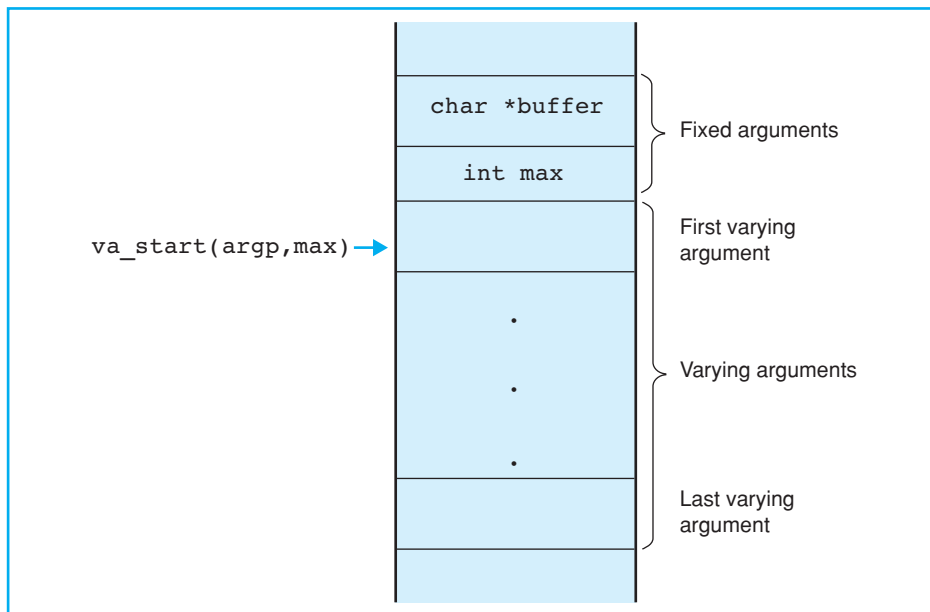 char *buffer
Fixed arguments
int max
va_start(argp,max)
First varying
argument
.
.
.
Varying arguments
Last varying
argument